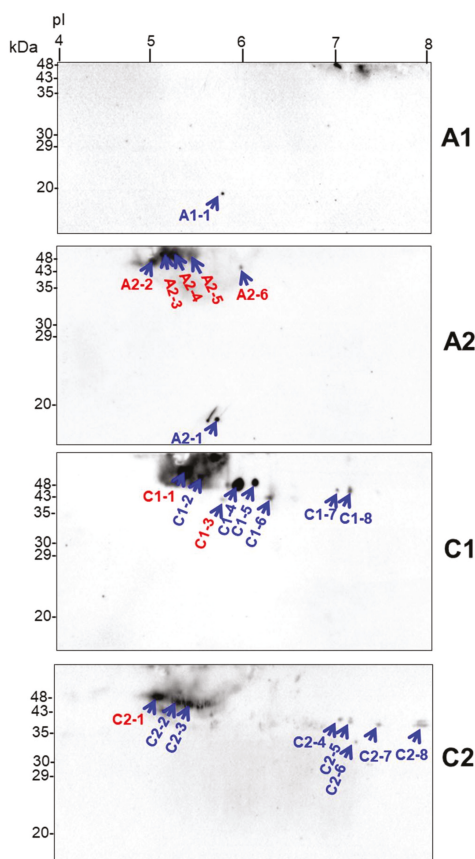 pI
kDa
4 5 6 7 8
48
43
35
30
29
20
A1-1
A1
48
43
35
30
29
20
A2-2
A2-3
A2-4
A2-5
A2-6
A2-1
A2
48
43
35
30
29
20
C1-1
C1-2
C1-3
C1-4
C1-5
C1-6
C1-7
C1-8
C1
48
43
35
30
29
20
C2-1
C2-2
C2-3
C2-4
C2-5
C2-6
C2-7
C2-8
C2